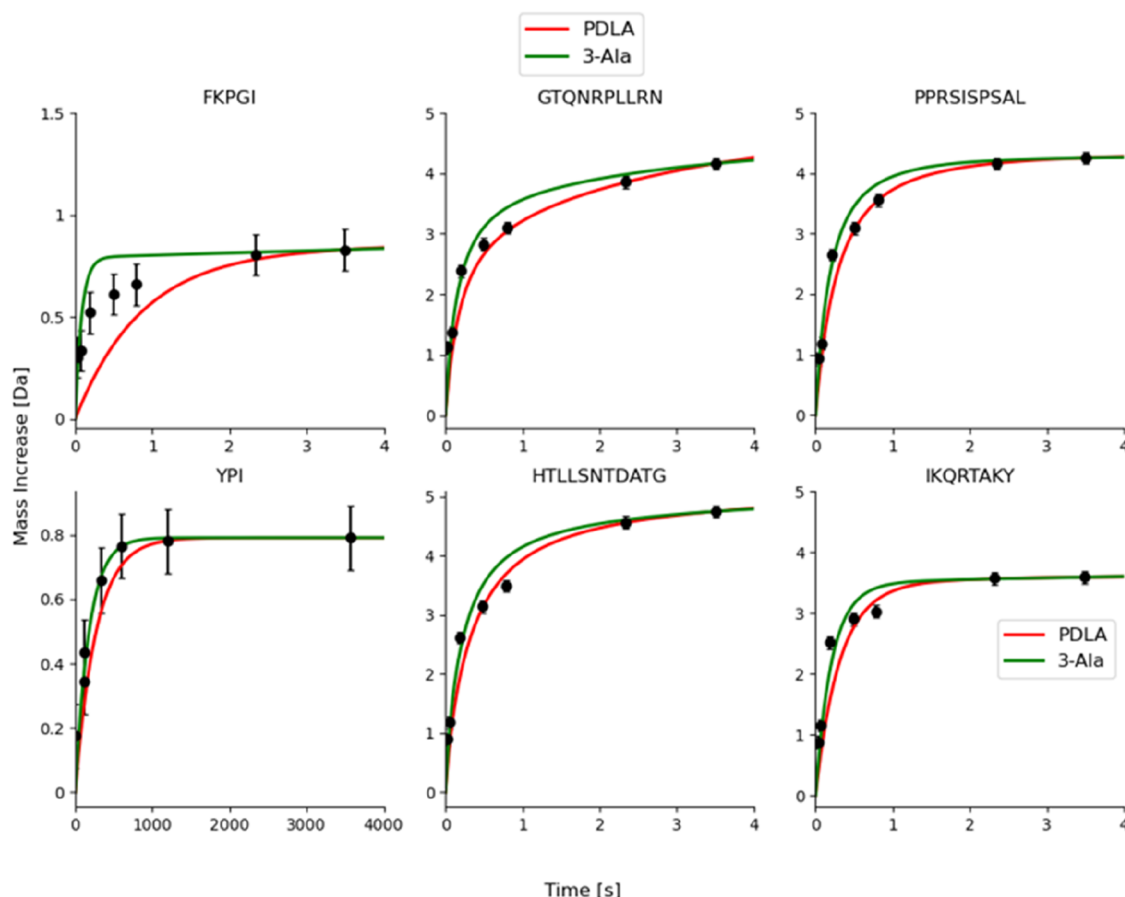 PDLA
3-Ala
FKPGI
GTQNRPLLRN
PPRSISPSAL
1.5
1
0.5
0
0 1 2 3 4
5
4
3
2
1
0
0 1 2 3 4
5
4
3
2
1
0
0 1 2 3 4
Mass Increase [Da]
YPI
HTLLSNTDATG
IKQRTAKY
0.8
0.6
0.4
0.2
0
0 1000 2000 3000 4000
5
4
3
2
1
0
0 1 2 3 4
5
4
3
2
1
0
0 1 2 3 4
PDLA
3-Ala
Time [s]